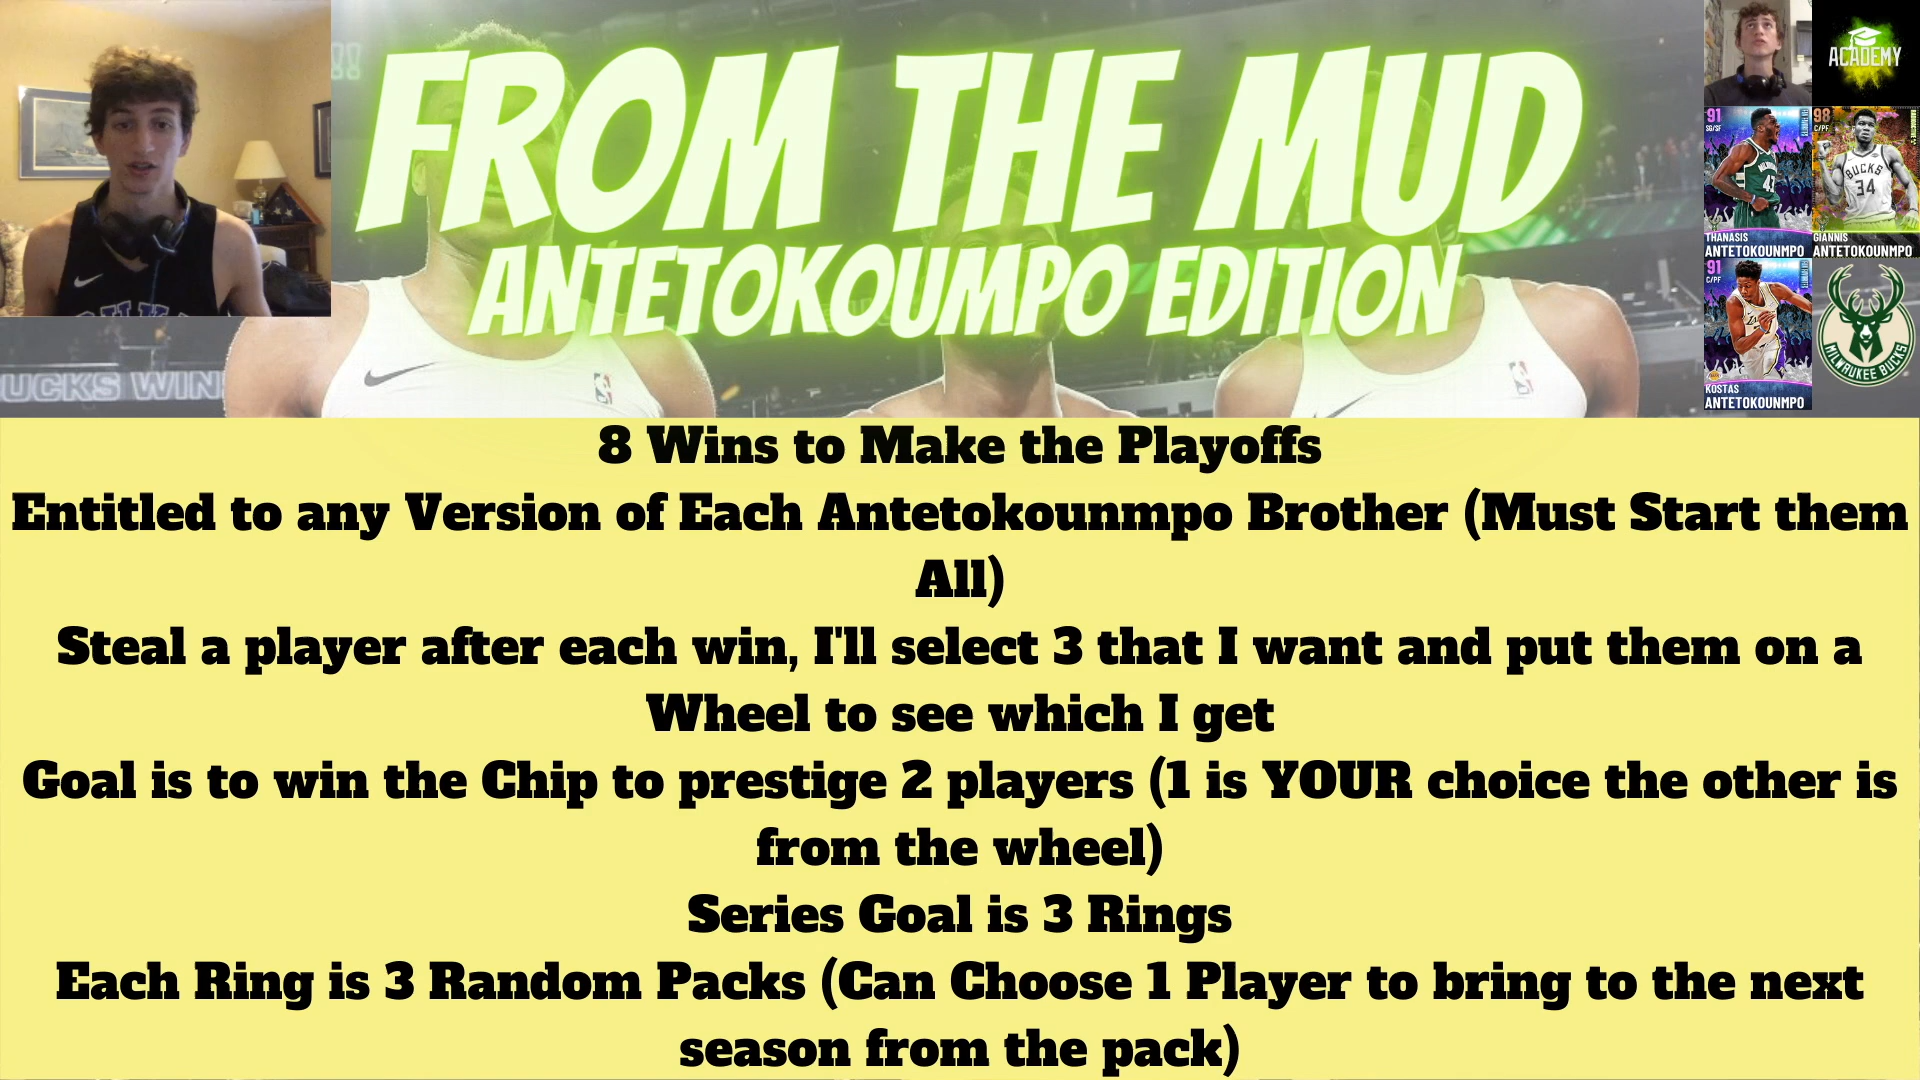 FROM THE MUD
ANTETOKOUMPO EDITION
UCKS WIN
ACADEMY
91
SG/SF
THANASIS
ANTETOKOUNMPO
98
C/PF
BUCKS
34
GIANNIS
ANTETOKOUNMPO
91
C/PF
KOSTAS
ANTETOKOUNMPO
MILWAUKEE BUCKS
8 Wins to Make the Playoffs
Entitled to any Version of Each Antetokounmpo Brother (Must Start them
All)
Steal a player after each win, I'll select 3 that I want and put them on a
Wheel to see which I get
Goal is to win the Chip to prestige 2 players (1 is YOUR choice the other is
from the wheel)
Series Goal is 3 Rings
Each Ring is 3 Random Packs (Can Choose 1 Player to bring to the next
season from the pack)